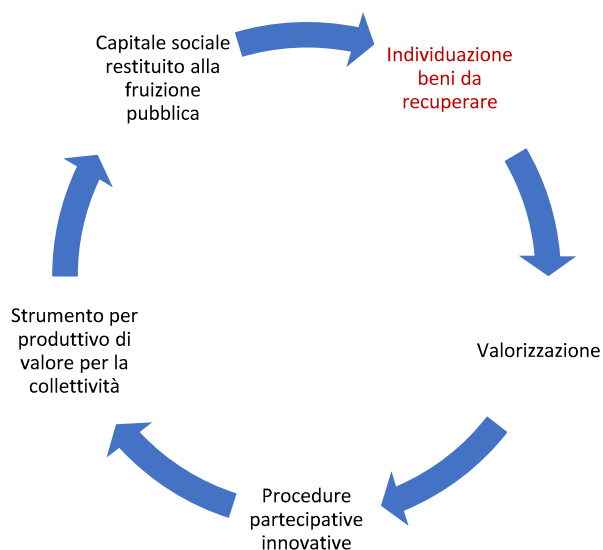 Capitale sociale
restituito alla
fruizione
pubblica
Individuazione
beni da
recuperare
Valorizzazione
Procedure
partecipative
innovative
Strumento per
produttivo di
valore per la
collettività